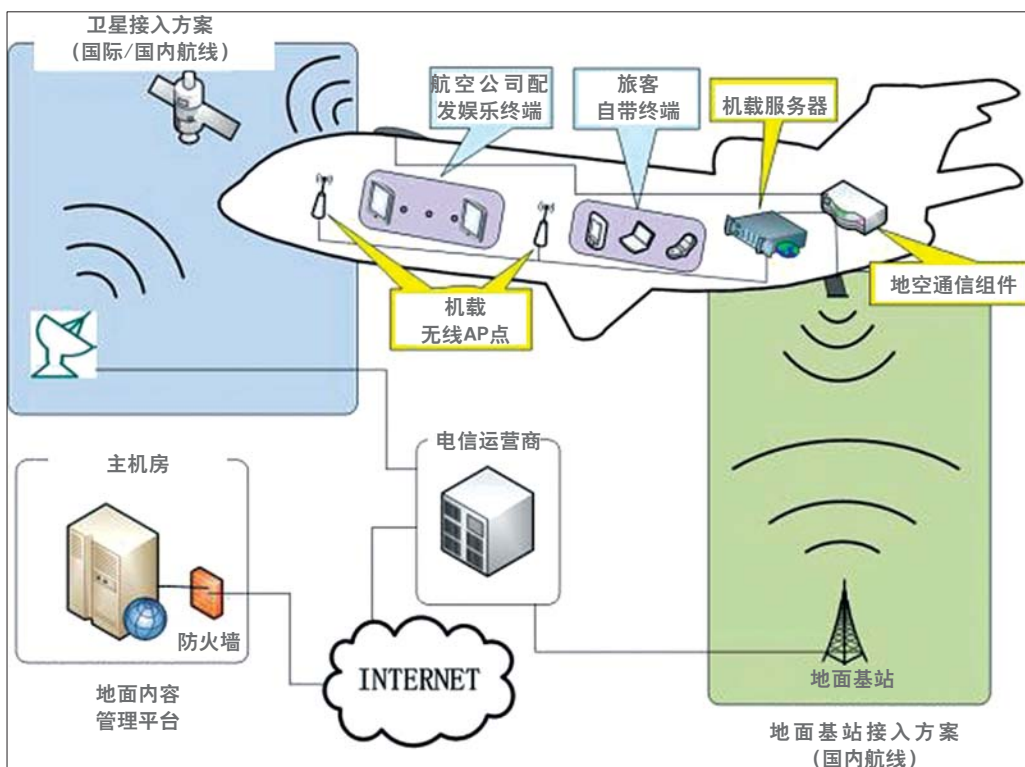 卫星接入方案
（国际/国内航线）
航空公司配
发娱乐终端
旅客
自带终端
机载服务器
地空通信组件
机载
无线AP点
电信运营商
主机房
防火墙
INTERNET
地面内容
管理平台
地面基站
地面基站接入方案
（国内航线）